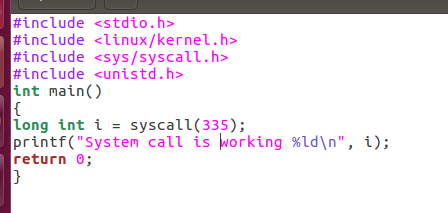 #include <stdio.h>
#include <linux/kernel.h>
#include <sys/syscall.h>
#include <unistd.h>
int main()
{
long int i = syscall(335);
printf("System call is working %ld\n", i);
return 0;
}